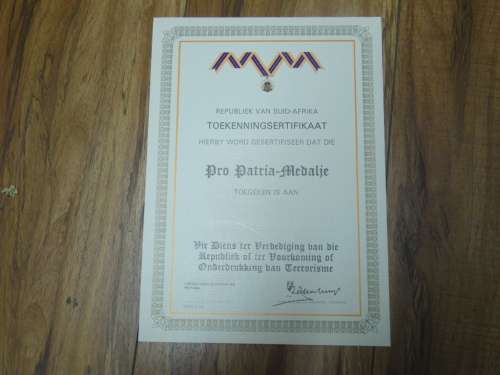 REPUBLIEK VAN SUID-AFRIKA
TOEKENNINGSERTIFIKAAT
HIERBY WORD GESERTIFISEER DAT DIE
Pro Patria-Medalje
TOEGEKEN IS AAN
Vir Diens ter Verdediging van die
Republiek of ter Voorkoming of
Onderdrukking van Terrorisme